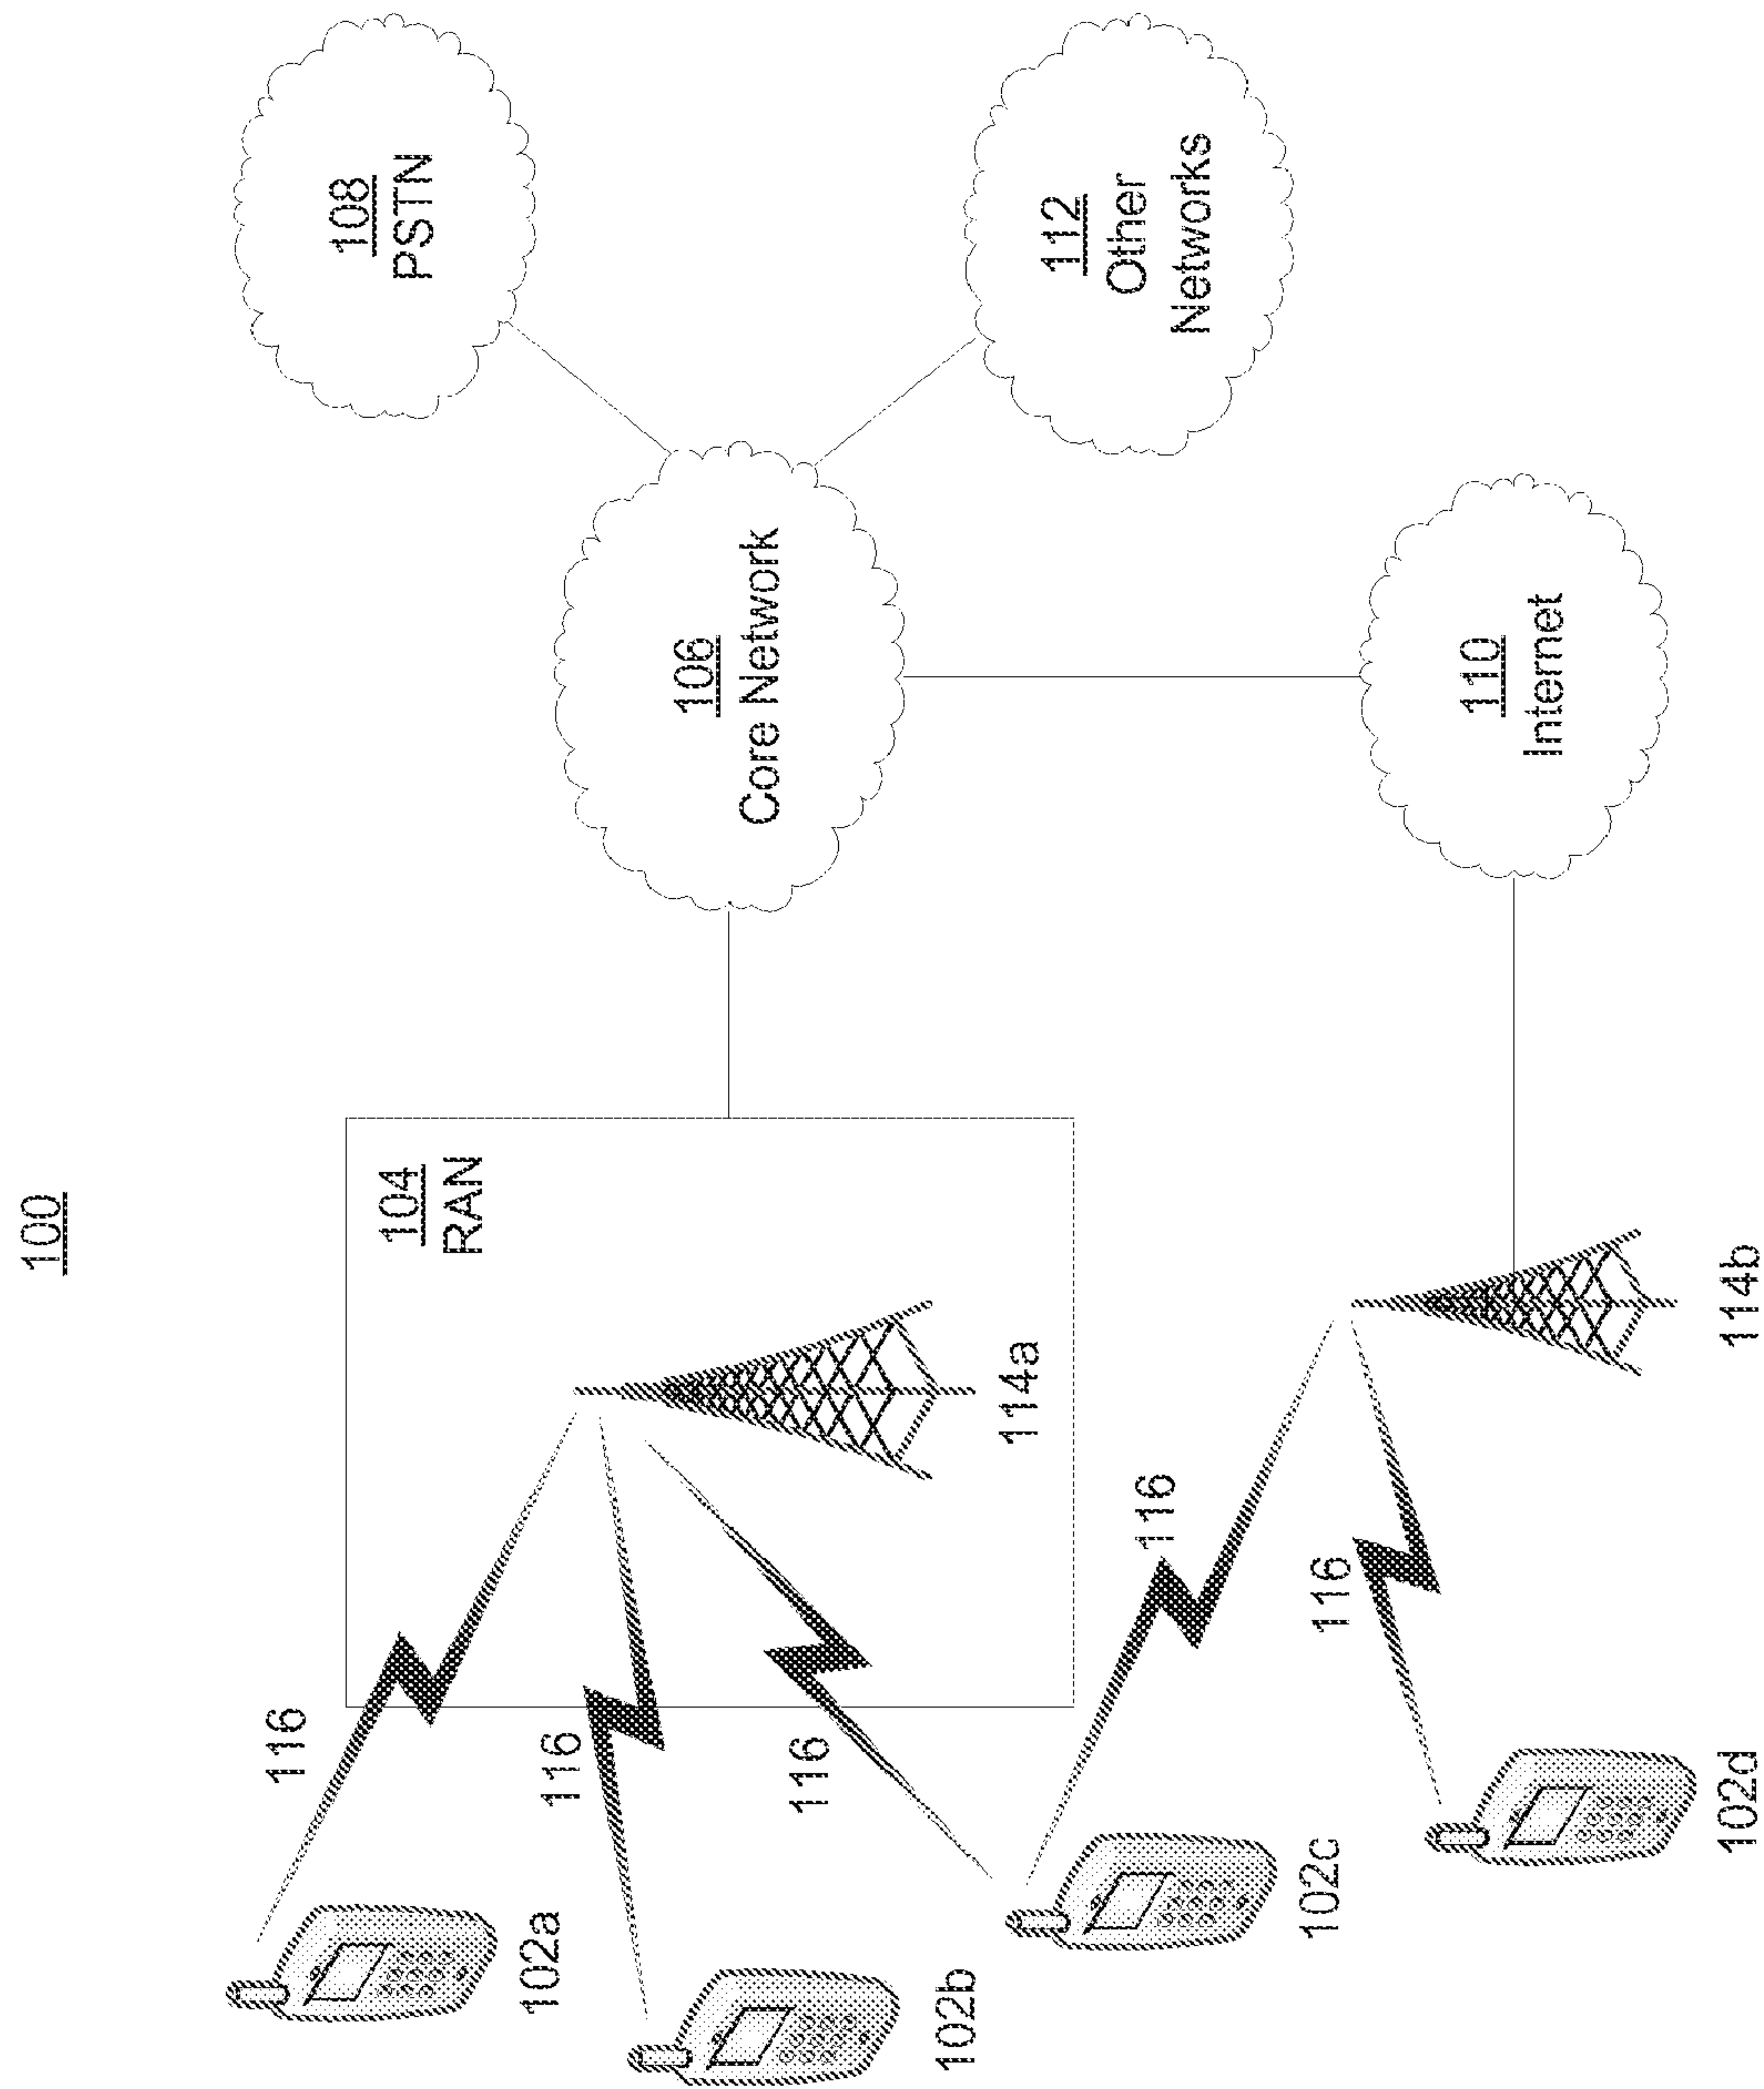 100
108
PSTN
104
RAN
106
Core Network
112
Other
Networks
116
116
116
114a
102a
102b
116
116
110
Internet
102c
102d
114b